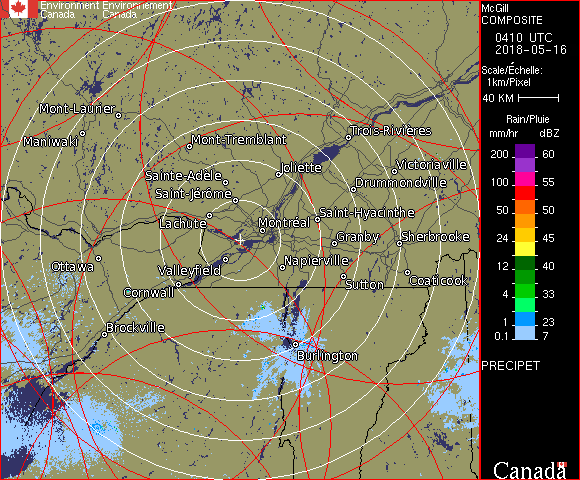 Environment Environnement
Canada Canada
McGill
COMPOSITE
0410 UTC
2018-05-16
Scale/Échelle:
1km/Pixel
40 KM
Rain/Pluie
mm/hr dBZ
200 60
100 55
50 50
24 45
12 40
4 33
1 23
0.1 7
PRECIPET
Canada
Mont-Laurier
Maniwaki
Mont-Tremblant
Trois-Rivières
Joliette
Victoriaville
Sainte-Adèle
Drummondville
Saint-Jérôme
Lachute
Saint-Hyacinthe
Montréal
Granby
Sherbrooke
Ottawa
Valleyfield
Napierville
Cornwall
Sutton
Coaticook
Brockville
Burlington